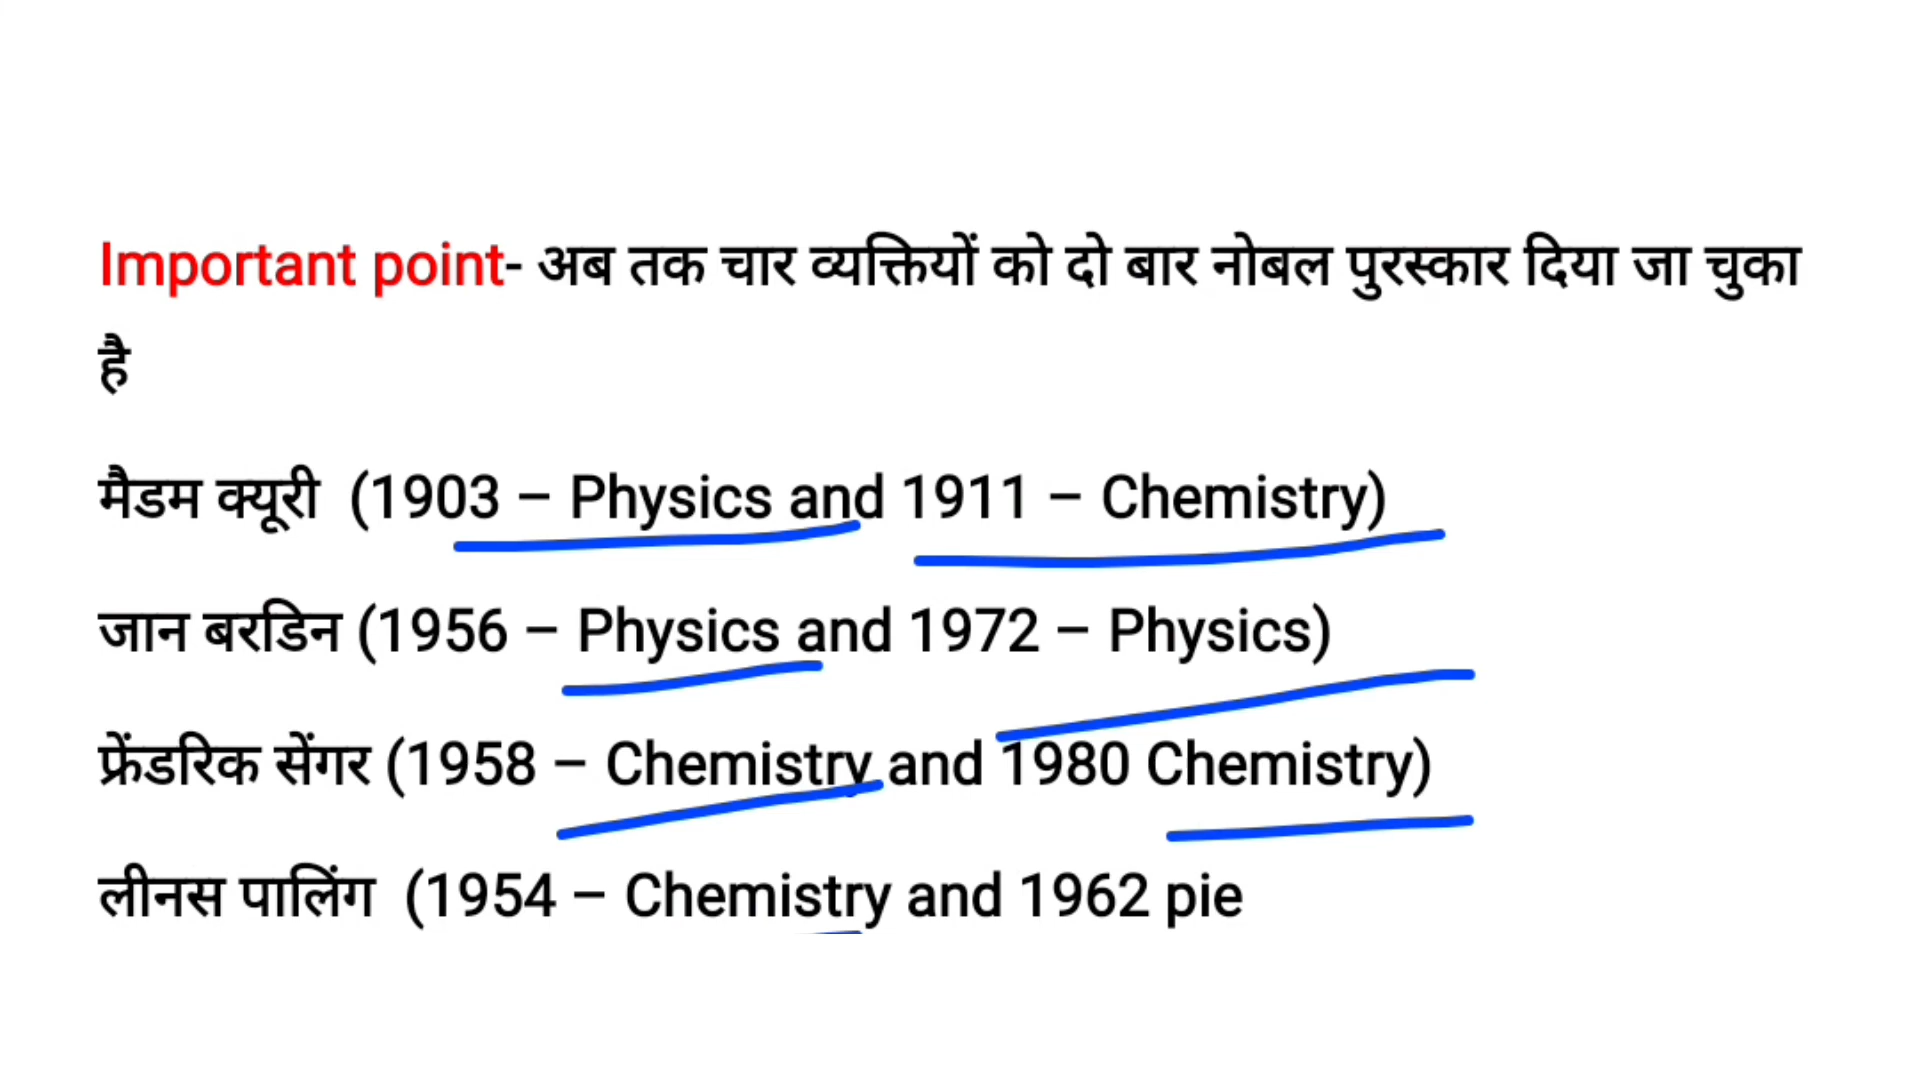 Important point- अब तक चार व्यक्तियों को दो बार नोबल पुरस्कार दिया जा चुका
है
मैडम क्यूरी (1903 – Physics and 1911 – Chemistry)
जान बरडिन (1956 – Physics and 1972 – Physics)
फ्रेंडरिक सेंगर (1958 – Chemistry and 1980 Chemistry)
लीनस पालिंग (1954 – Chemistry and 1962 pie